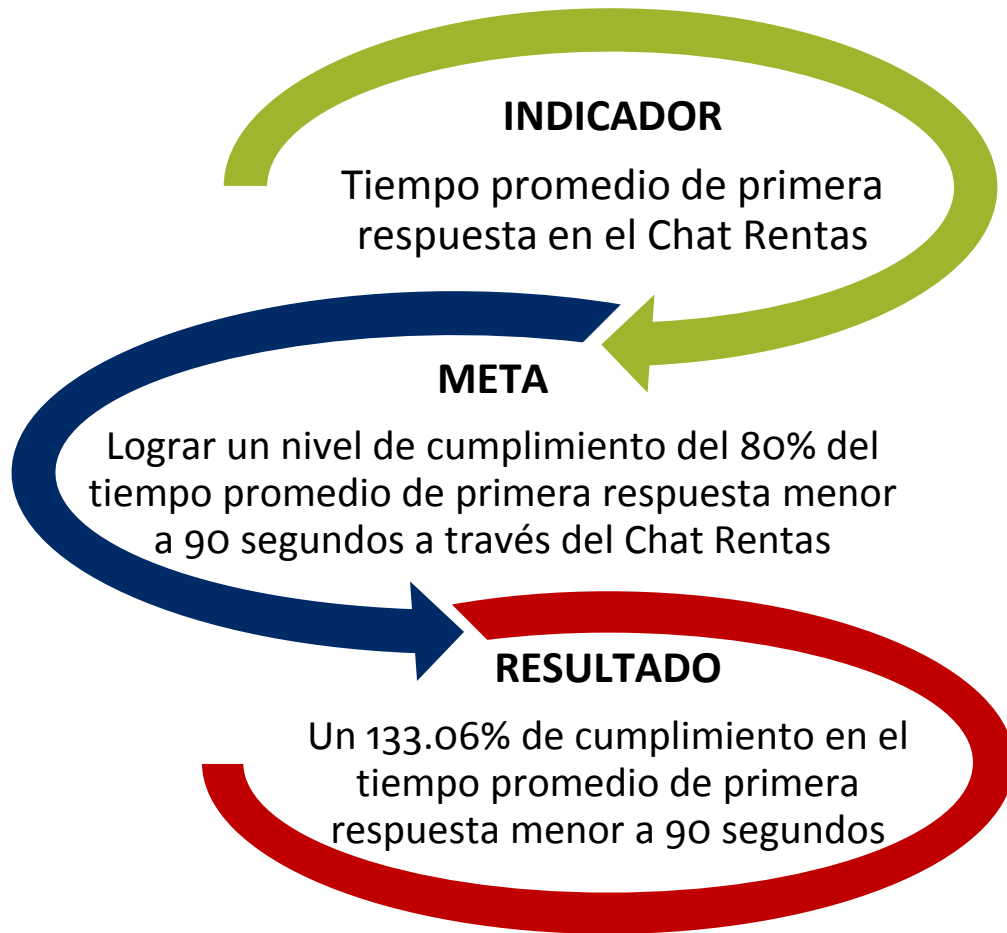 INDICADOR
Tiempo promedio de primera
respuesta en el Chat Rentas
META
Lograr un nivel de cumplimiento del 80% del
tiempo promedio de primera respuesta menor
a 90 segundos a través del Chat Rentas
RESULTADO
Un 133.06% de cumplimiento en el
tiempo promedio de primera
respuesta menor a 90 segundos